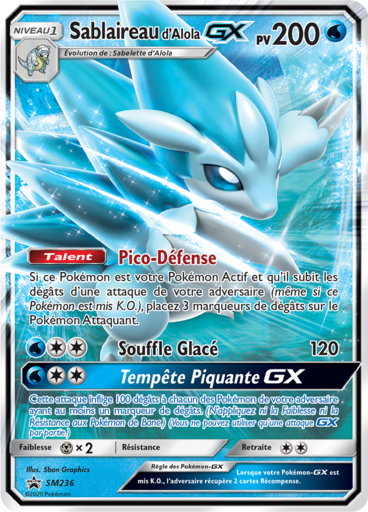 NIVEAU 1
Sablaireau d'Alola GX PV 200
Évolution de : Sabelette d'Alola
Talent Pico-Défense
Si ce Pokémon est votre Pokémon Actif et qu'il subit les
dégâts d'une attaque de votre adversaire (même si ce
Pokémon est mis K.O.), placez 3 marqueurs de dégâts sur le
Pokémon Attaquant.
Souffle Glacé 120
Tempête Piquante GX
Cette attaque inflige 100 dégâts à chacun des Pokémon de votre adversaire
ayant au moins un marqueur de dégâts. (N'appliquez ni la Faiblesse ni la
Résistance aux Pokémon de Banc.) (Vous ne pouvez utiliser qu'une attaque GX
par partie.)
Faiblesse × 2 Résistance Retraite
Illus. 5ban Graphics
Règle des Pokémon-GX
Lorsque votre Pokémon-GX est
mis K.O., l'adversaire récupère 2 cartes Récompense.
PROMO SM236
©2020 Pokémon